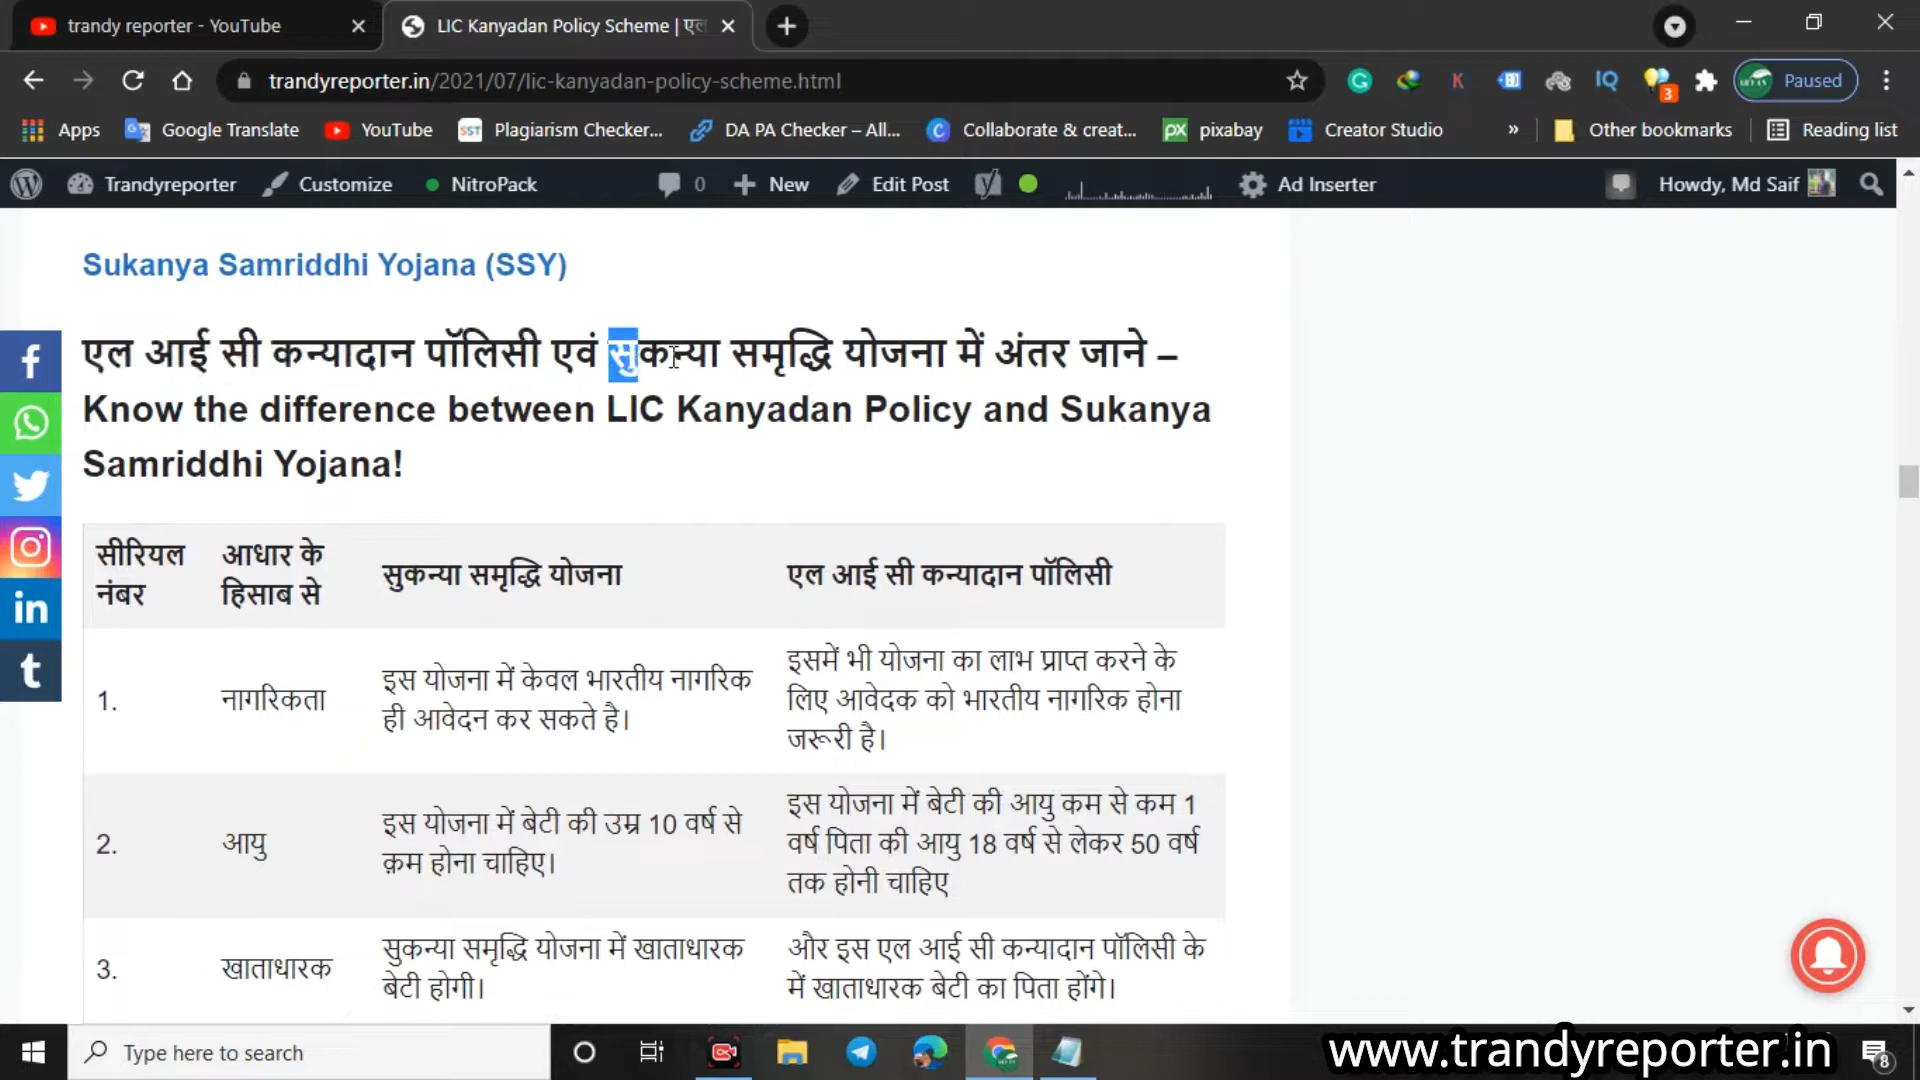 trandy reporter - YouTube
LIC Kanyadan Policy Scheme | एल
trandyreporter.in/2021/07/lic-kanyadan-policy-scheme.html
K
IQ
3
Paused
Apps
Google Translate
YouTube
SST
Plagiarism Checker...
DA PA Checker – All...
C
Collaborate & creat...
px
pixabay
Creator Studio
»
Other bookmarks
Reading list
Trandyreporter
Customize
NitroPack
0
New
Edit Post
Ad Inserter
Howdy, Md Saif
Sukanya Samriddhi Yojana (SSY)
एल आई सी कन्यादान पॉलिसी एवं सुकन्या समृद्धि योजना में अंतर जाने –
Know the difference between LIC Kanyadan Policy and Sukanya
Samriddhi Yojana!
सीरियल
नंबर
आधार के
हिसाब से
सुकन्या समृद्धि योजना
एल आई सी कन्यादान पॉलिसी
1.
नागरिकता
इस योजना में केवल भारतीय नागरिक
ही आवेदन कर सकते है।
इसमें भी योजना का लाभ प्राप्त करने के
लिए आवेदक को भारतीय नागरिक होना
जरूरी है।
2.
आयु
इस योजना में बेटी की उम्र 10 वर्ष से
क़म होना चाहिए।
इस योजना में बेटी की आयु कम से कम 1
वर्ष पिता की आयु 18 वर्ष से लेकर 50 वर्ष
तक होनी चाहिए
3.
खाताधारक
सुकन्या समृद्धि योजना में खाताधारक
बेटी होगी।
और इस एल आई सी कन्यादान पॉलिसी के
में खाताधारक बेटी का पिता होंगे।
f
in
t
Type here to search
www.trandyreporter.in
8